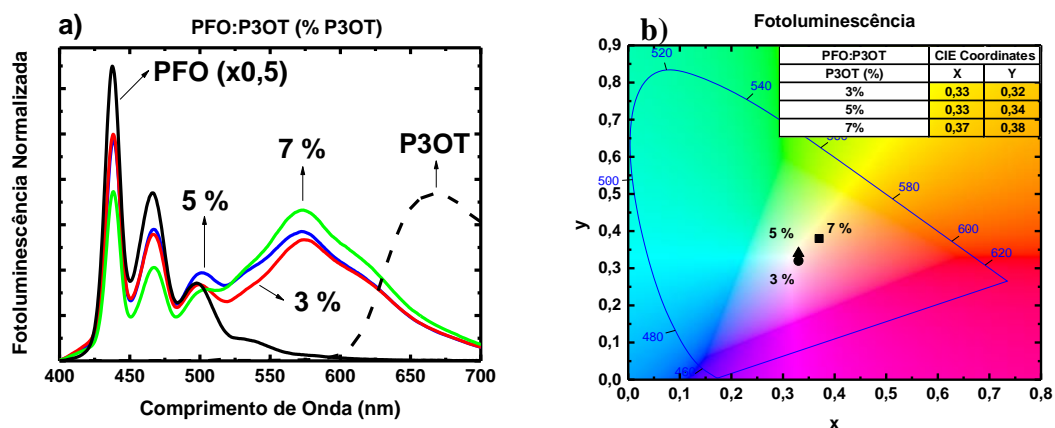 a)
PFO:P3OT (% P3OT)
Fotoluminescência Normalizada
PFO (x0,5)
5 %
7 %
P3OT
3 %
400 450 500 550 600 650 700
Comprimento de Onda (nm)
b)
Fotoluminescência
PFO:P3OT CIE Coordinates
P3OT (%) X Y
3% 0,33 0,32
5% 0,33 0,34
7% 0,37 0,38
0,9
0,8
0,7
0,6
0,5
0,4
0,3
0,2
0,1
0,0
y
520
540
500
580
600
620
480
460
5 %
7 %
3 %
0,0 0,1 0,2 0,3 0,4 0,5 0,6 0,7 0,8
x